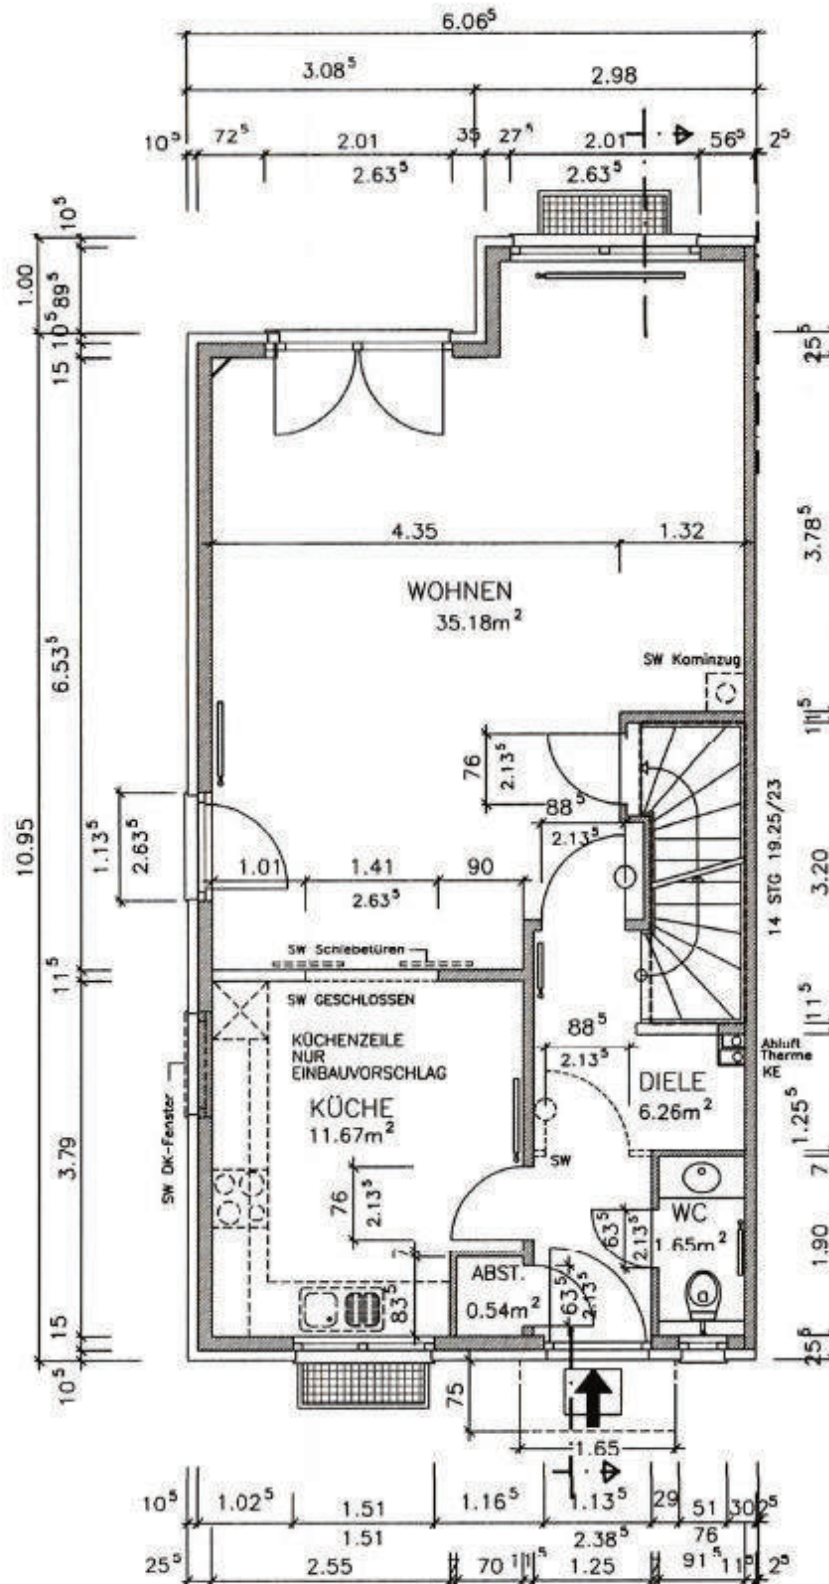 6.06⁵
3.08⁵ 2.98
10⁵ 72⁵ 2.01 35 27⁵ 2.01 56⁵ 2⁵
2.63⁵ 2.63⁵
10⁵
1.00
89⁵
10⁵
15
25⁵
4.35 1.32
3.78⁵
WOHNEN
35.18m²
6.53⁵
SW Kaminzug
11⁵
76
2.13⁵
88⁵
2.13⁵
10.95
1.13⁵
2.63⁵
1.01 1.41 90
2.63⁵
14 STG 19.25/23
3.20
SW Schiebetüren
11⁵
SW GESCHLOSSEN
11⁵
KÜCHENZEILE
NUR
EINBAUVORSCHLAG
88⁵
2.13⁵
Abluft
Therme
KE
DIELE
6.26m²
KÜCHE
11.67m²
SW DK-Fenster
1.25⁵
3.79
SW
7
76
2.13⁵
WC
1.65m²
63⁵
2.13⁵
1.90
7
ABST.
0.54m²
83⁵
63⁵
2.13⁵
15
25⁵
10⁵
75
1.65
10⁵ 1.02⁵ 1.51 1.16⁵ 1.13⁵ 29 51 30 2⁵
1.51 2.38⁵ 76
25⁵ 2.55 70 11⁵ 1.25 91⁵ 11⁵ 2⁵